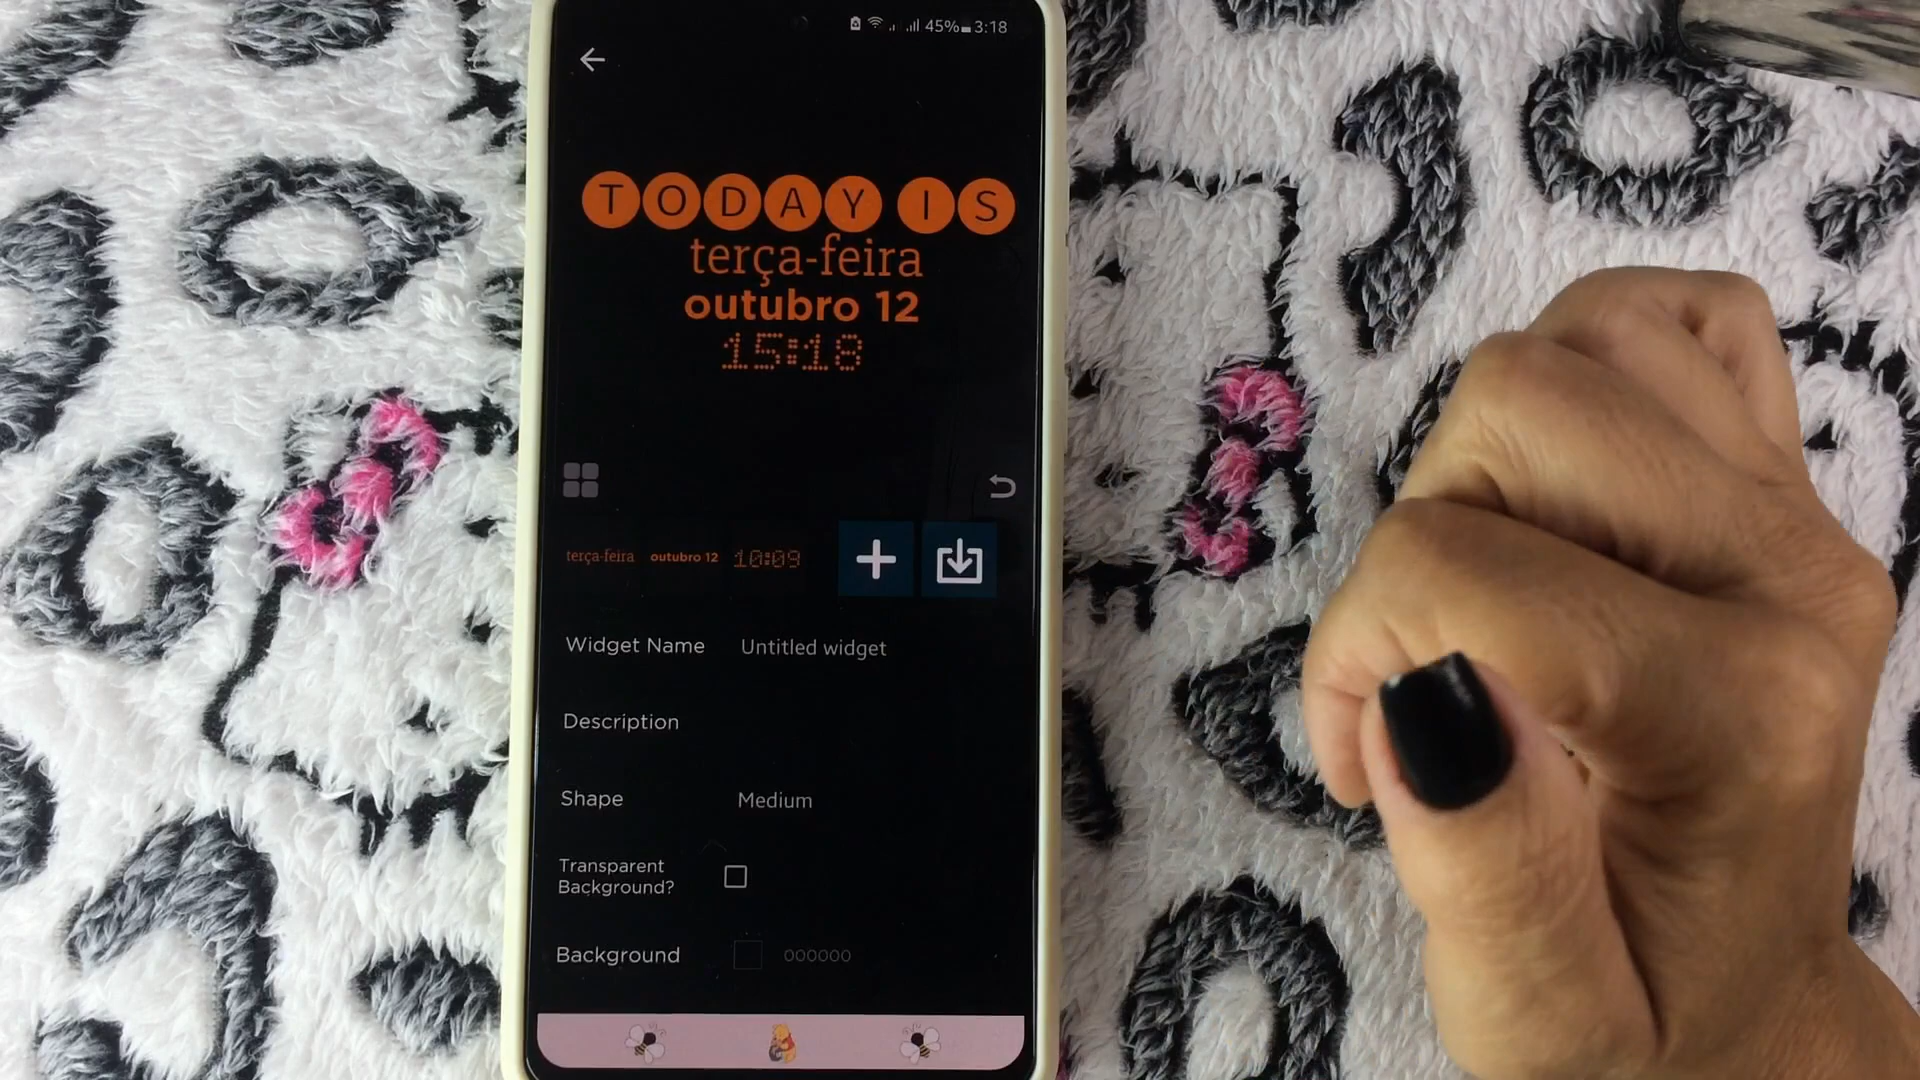 45% 3:18
TODAY IS
terça-feira
outubro 12
15:18
terça-feira outubro 12 10:09
Widget Name Untitled widget
Description
Shape Medium
Transparent
Background?
Background 000000